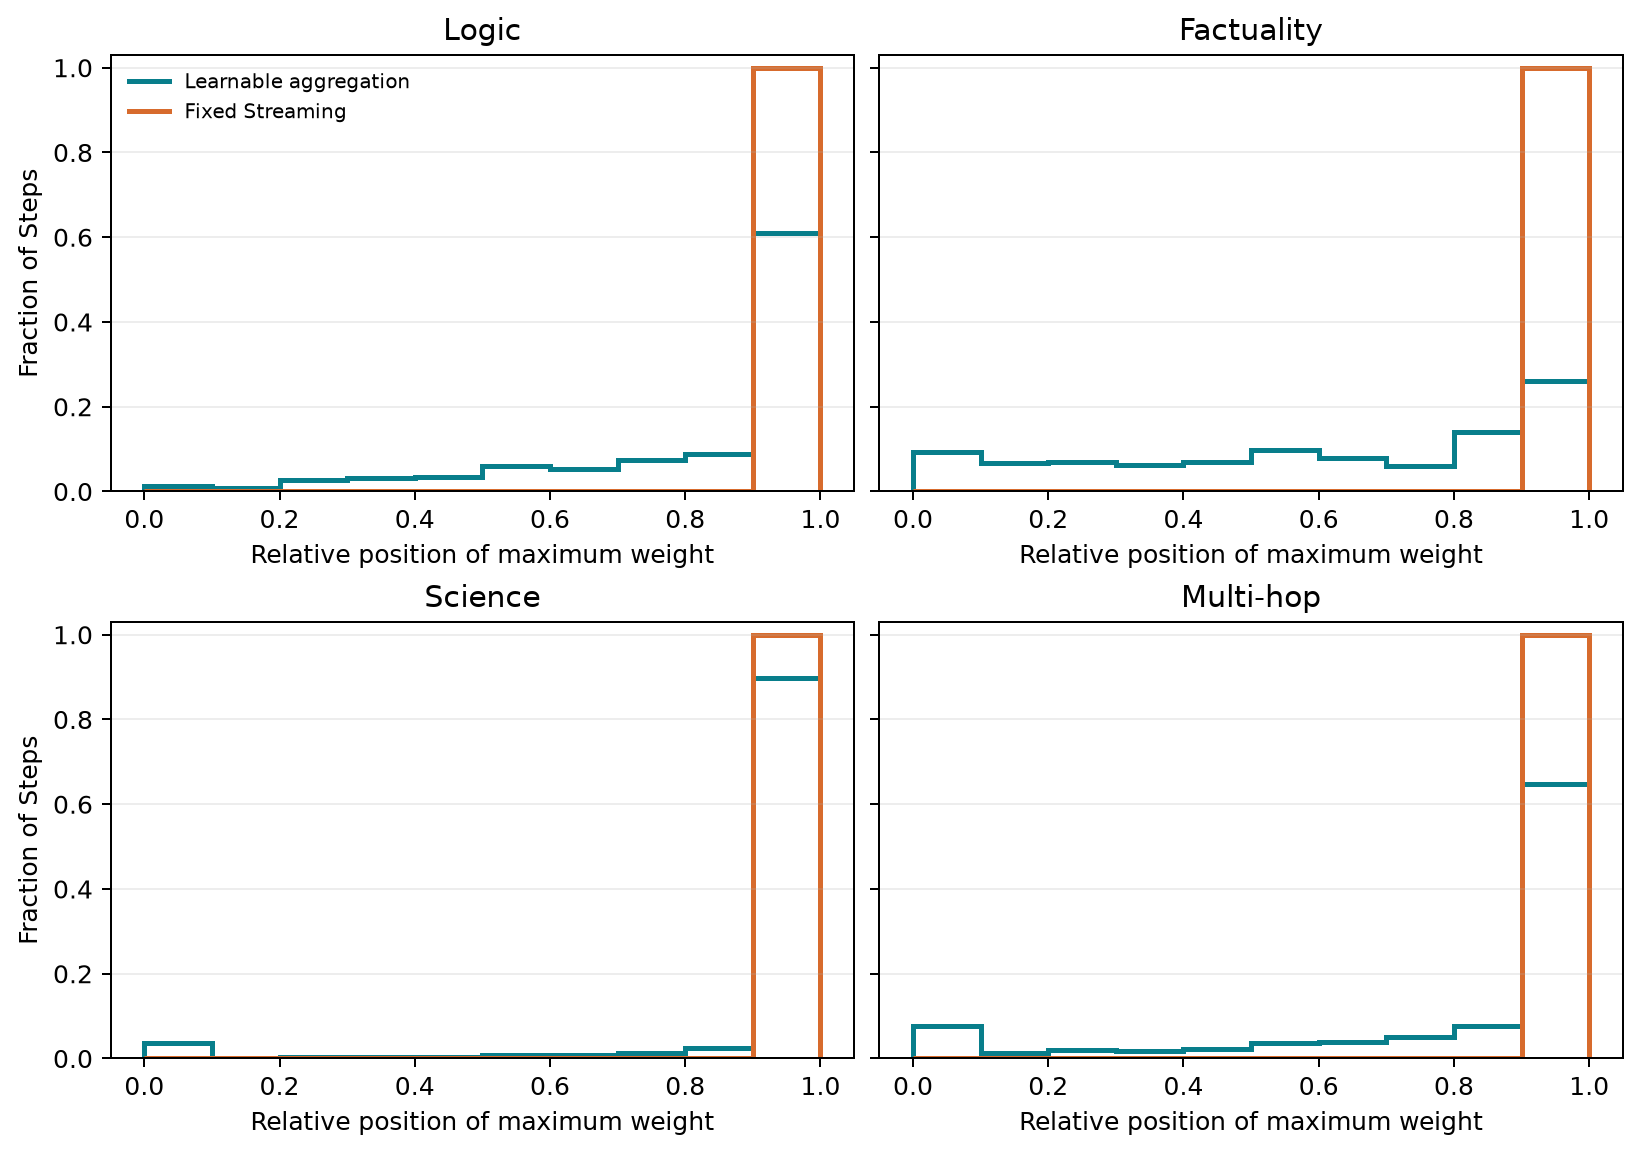 Logic
Factuality
1.0
0.8
0.6
0.4
0.2
0.0
Fraction of Steps
Learnable aggregation
Fixed Streaming
0.0 0.2 0.4 0.6 0.8 1.0
Relative position of maximum weight
0.0 0.2 0.4 0.6 0.8 1.0
Relative position of maximum weight
Science
Multi-hop
1.0
0.8
0.6
0.4
0.2
0.0
Fraction of Steps
0.0 0.2 0.4 0.6 0.8 1.0
Relative position of maximum weight
0.0 0.2 0.4 0.6 0.8 1.0
Relative position of maximum weight